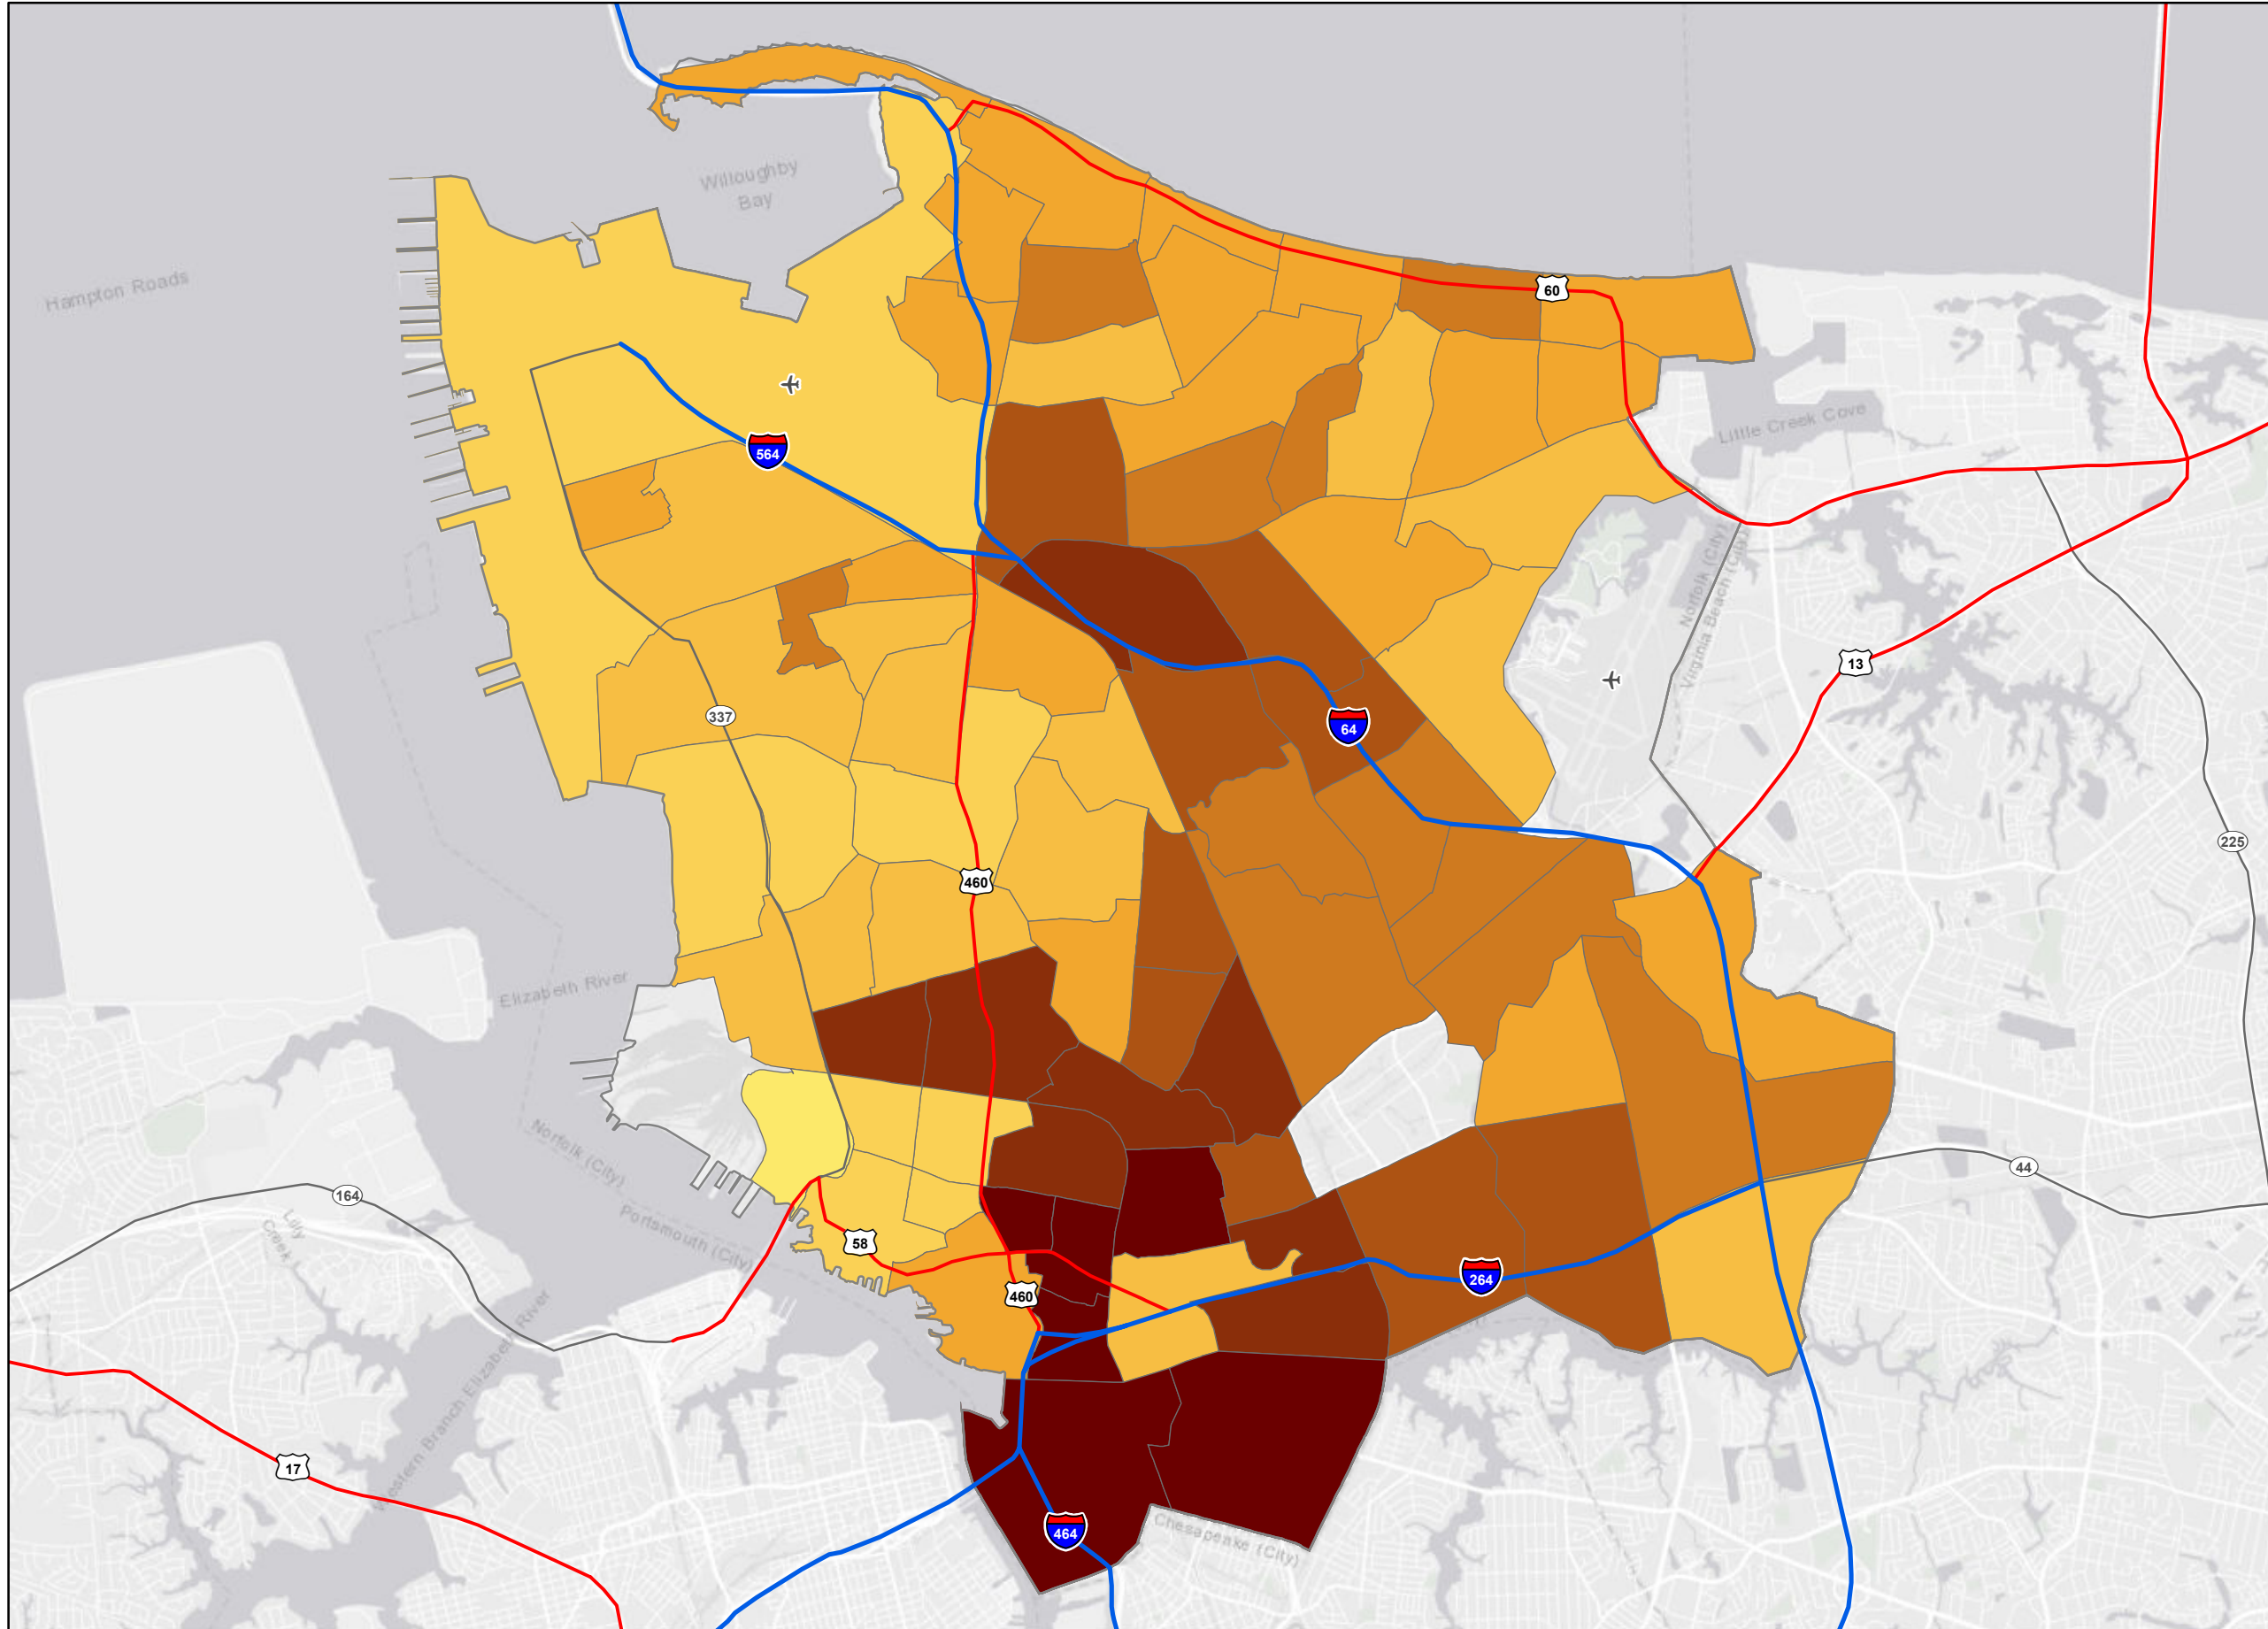 Willoughby
Bay
Hampton Roads
60
Little Creek Cove
564
Norfolk (City)
Virginia Beach (City)
13
337
64
225
460
Elizabeth River
Norfolk (City)
44
164
Lily
Creek
Portsmouth (City)
58
264
460
Western Branch Elizabeth River
17
464
Chesapeake (City)